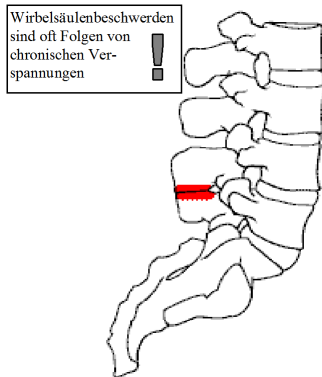 Wirbelsäulenbeschwerden
sind oft Folgen von
chronischen Ver-
spannungen
!